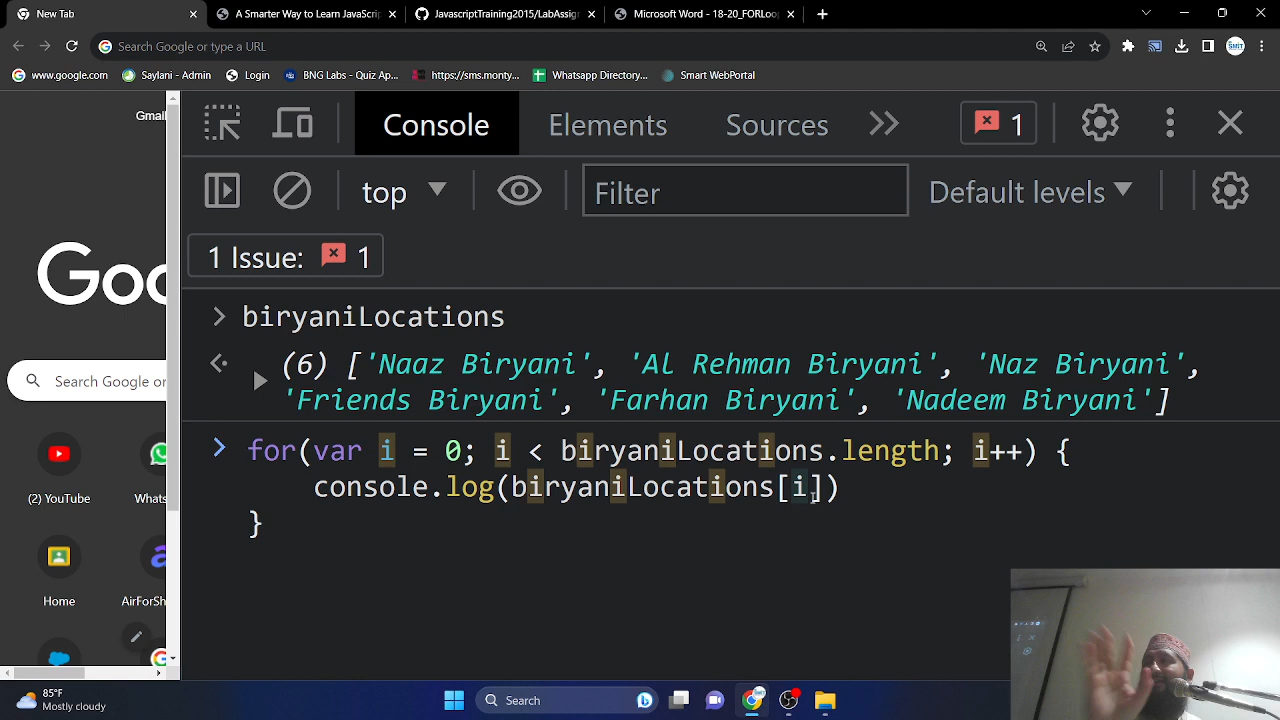 New Tab
A Smarter Way to Learn JavaScrip
JavascriptTraining2015/LabAssig
Microsoft Word - 18-20_FORLoo
Search Google or type a URL
www.google.com
Saylani - Admin
Login
BNG Labs - Quiz Ap...
https://sms.monty...
Whatsapp Directory...
Smart WebPortal
Gmai
Console
Elements
Sources
1
top
Filter
Default levels
1 Issue: 1
> biryaniLocations
(6) ['Naaz Biryani', 'Al Rehman Biryani', 'Naz Biryani',
'Friends Biryani', 'Farhan Biryani', 'Nadeem Biryani']
> for(var i = 0; i < biryaniLocations.length; i++) {
console.log(biryaniLocations[i])
}
Goo
Search Google or
(2) YouTube
Whats
Home
AirForSh
85°F
Mostly cloudy
Search